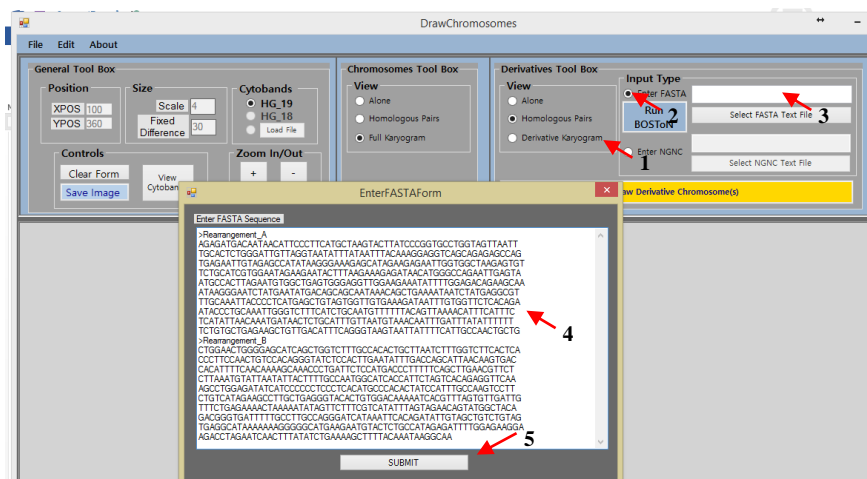 DrawChromosomes
File Edit About
General Tool Box
Position
XPOS 100
YPOS 360
Size
Scale 4
Fixed Difference 30
Cytobands
HG_19
HG_18
Load File
Controls
Clear Form
Save Image
View
Zoom In/Out
+ -
Chromosomes Tool Box
View
Alone
Homologous Pairs
Full Karyogram
Derivatives Tool Box
View
Alone
Homologous Pairs
Derivative Karyogram
1
Input Type
Enter FASTA
Run BOSToN
2
Select FASTA Text File
3
Enter NGNC
Select NGNC Text File
aw Derivative Chromosome(s)
EnterFASTAForm
Enter FASTA Sequence
>Rearrangement_A
AGAGATGACAATAACATTCCCTTCATGCTAAGTACTTATCCCGGTGCCTGGTAGTTAATT
TGCACTCTGGGATTGTTAGGTAATATTTATAATTTACAAAGGAGGTCAGCAGAGAGCCAG
TGAGAATTGTAGAGCCATATAAGGGAAAGAGCATAGAAGAGAATTGGTGGCTAAGAGTGT
TCTGCATCGTGGAATAGAAGAATACTTTAAGAAAGAGATAACATGGGCCAGAATTGAGTA
ATGCCACTTAGAATGTGGCTGAGTGGGAGGTTGGAAGAAATATTTTGGAGACAGAAGCAA
ATAAGGGAATCTATGAATATGACAGCAGCAATAAACAGCTGAAAATAATCTATGAGGCGT
TTGCAAATTACCCCTCATGAGCTGTAGTGGTTGTGAAAGATAATTTGTGGTTCTCACAGA
ATACCCTGCAAATTGGGTCTTTCATCTGCAATGTTTTTTACAGTTAAAACATTTCATTTC
TCATATTAACAAATGATAACTCTGCATTTGTTAATGTAAACAATTTGATTTATATTTTTT
TCTGTGCTGAGAAGCTGTTGACATTTCAGGGTAAGTAATTATTTTCATTGCCAACTGCTG
>Rearrangement_B
CTGGAACTGGGGAGCATCAGCTGGTCTTTGCCACACTGCTTAATCTTTGGTCTTCACTCA
CCCTTCCAACTGTCCACAGGGTATCTCCACTTGAATATTTGACCAGCATTAACAAGTGAC
CACATTTTCAACAAAAGCAAACCCTGATTCTCCATGACCCTTTTTCAGCTTGAACGTTCT
CTTAAATGTATTAATATTACTTTTGCCAATGGCATCACCATTCTAGTCACAGAGGTTCAA
AGCCTGGAGATATCATCCCCCCTCCCTCACATGCCCACACTATCCATTTGCCAAGTCCTT
CTGTCATAGAAGCCTTGCTGAGGGTACACTGTGGACAAAAATCACGTTTAGTGTTGATTG
TTTCTGAGAAAACTAAAAATATAGTTCTTTCGTCATATTTAGTAGAACAGTATGGCTACA
GACGGGTGATTTTTGCCTTGCCAGGGATCATAAATTCACAGATATTGTAGCTGTCTGTAG
TGAGGCATAAAAAAAGGGGGCATGAAGAATGTACTCTGCCATAGAGATTTTGGAGAAGGA
AGACCTAGAATCAACTTTATATCTGAAAAGCTTTTACAAATAAGGCAA
4
5
SUBMIT